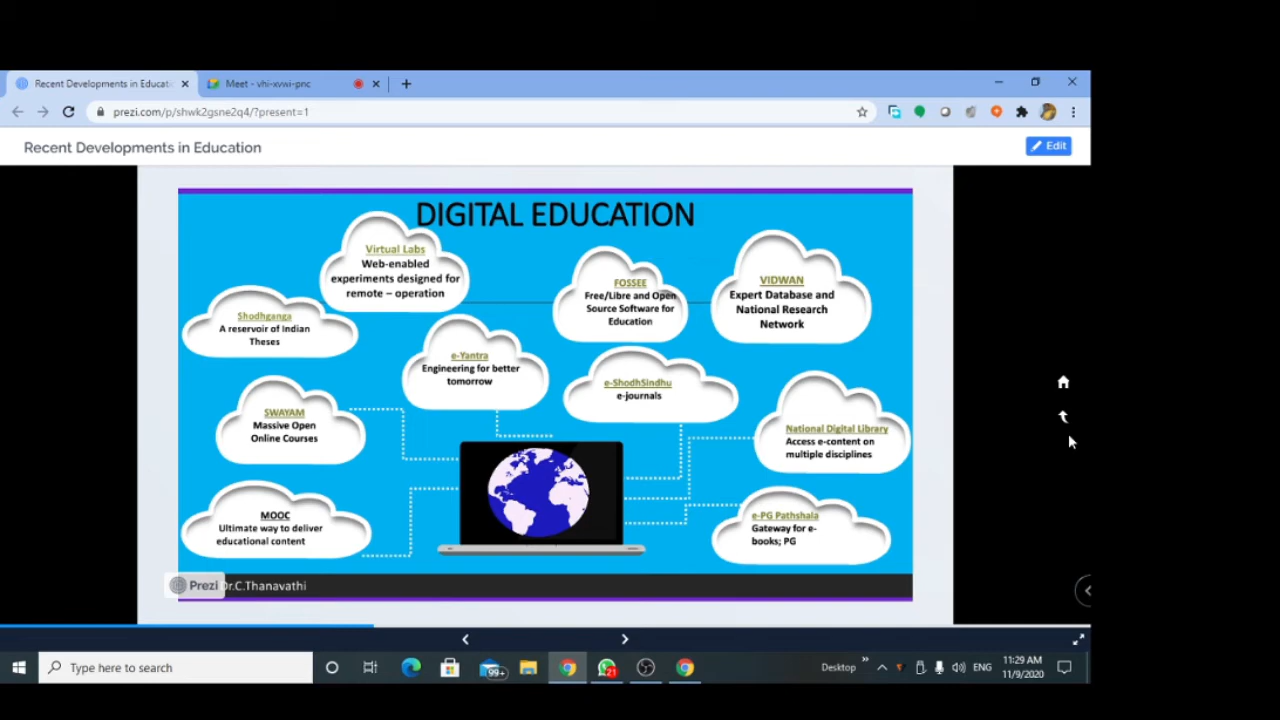 Recent Developments in Educati
Meet - vhi-xvwi-pnc
prezi.com/p/shwk2gsne2q4/?present=1
Recent Developments in Education
Edit
DIGITAL EDUCATION
Virtual Labs
Web-enabled
experiments designed for
remote – operation
FOSSEE
Free/Libre and Open
Source Software for
Education
VIDWAN
Expert Database and
National Research
Network
Shodhganga
A reservoir of Indian
Theses
e-Yantra
Engineering for better
tomorrow
e-ShodhSindhu
e-journals
SWAYAM
Massive Open
Online Courses
National Digital Library
Access e-content on
multiple disciplines
MOOC
Ultimate way to deliver
educational content
e-PG Pathshala
Gateway for e-
books; PG
Prezi
Dr.C.Thanavathi
Type here to search
99+
21
Desktop
ENG
11:29 AM
11/9/2020